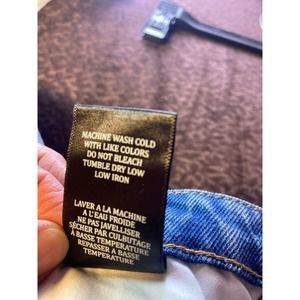 MACHINE WASH COLD
WITH LIKE COLORS
DO NOT BLEACH
TUMBLE DRY LOW
LOW IRON
LAVER A LA MACHINE
A L'EAU FROIDE
NE PAS JAVELLISER
SÉCHER PAR CULBUTAGE
À BASSE TEMPERATURE
REPASSER A BASSE
TEMPERATURE